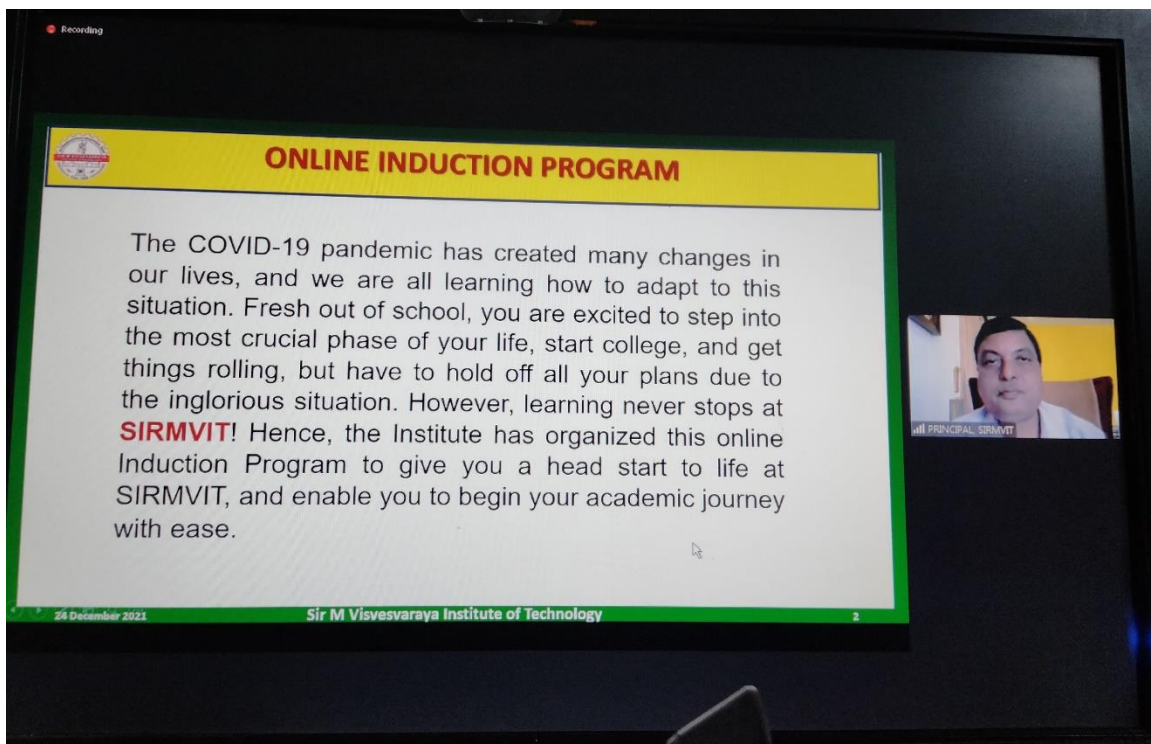 Recording
ONLINE INDUCTION PROGRAM
The COVID-19 pandemic has created many changes in
our lives, and we are all learning how to adapt to this
situation. Fresh out of school, you are excited to step into
the most crucial phase of your life, start college, and get
things rolling, but have to hold off all your plans due to
the inglorious situation. However, learning never stops at
SIRMVIT! Hence, the Institute has organized this online
Induction Program to give you a head start to life at
SIRMVIT, and enable you to begin your academic journey
with ease.
PRINCIPAL, SIRMVIT
24 December 2021
Sir M Visvesvaraya Institute of Technology
2